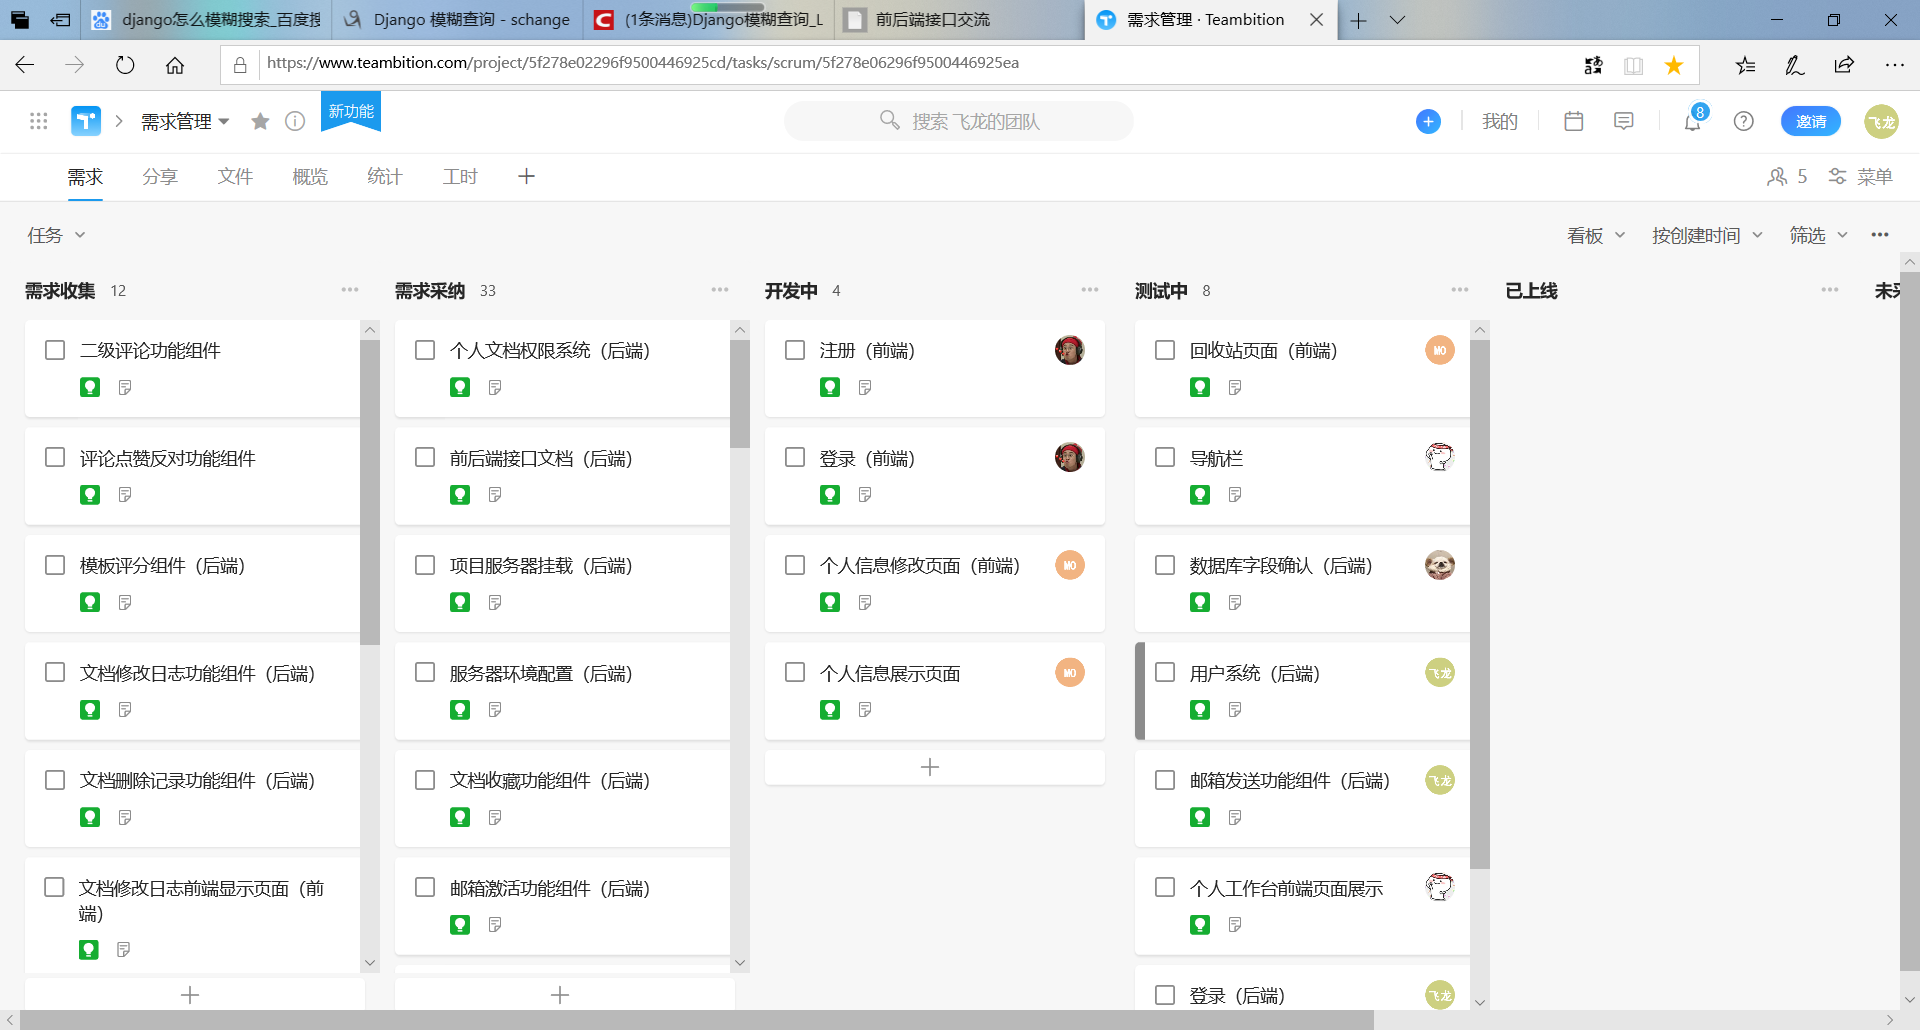 django怎么模糊搜索_百度搜
Django 模糊查询 - schange
(1条消息)Django模糊查询_L
前后端接口交流
需求管理 · Teambition
https://www.teambition.com/project/5f278e02296f9500446925cd/tasks/scrum/5f278e06296f9500446925ea
需求管理
新功能
搜索 飞龙的团队
我的
8
邀请
飞龙
需求
分享
文件
概览
统计
工时
5
菜单
任务
看板
按创建时间
筛选
需求收集 12
二级评论功能组件
评论点赞反对功能组件
模板评分组件（后端）
文档修改日志功能组件（后端）
文档删除记录功能组件（后端）
文档修改日志前端显示页面（前
端）
需求采纳 33
个人文档权限系统（后端）
前后端接口文档（后端）
项目服务器挂载（后端）
服务器环境配置（后端）
文档收藏功能组件（后端）
邮箱激活功能组件（后端）
开发中 4
注册（前端）
登录（前端）
个人信息修改页面（前端）
MO
个人信息展示页面
MO
测试中 8
回收站页面（前端）
MO
导航栏
数据库字段确认（后端）
用户系统（后端）
飞龙
邮箱发送功能组件（后端）
飞龙
个人工作台前端页面展示
登录（后端）
飞龙
已上线
未采